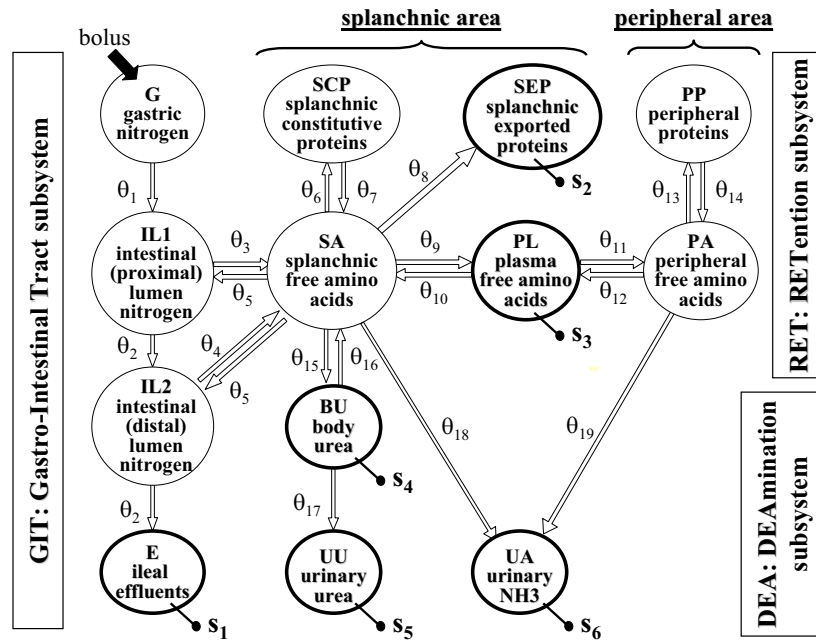 splanchnic area
peripheral area
bolus
G
gastric
nitrogen
SCP
splanchnic
constitutive
proteins
SEP
splanchnic
exported
proteins
PP
peripheral
proteins
s2
θ1
θ6
θ7
θ8
θ13
θ14
IL1
intestinal
(proximal)
lumen
nitrogen
θ3
θ5
SA
splanchnic
free amino
acids
θ9
θ10
PL
plasma
free amino
acids
θ11
θ12
PA
peripheral
free amino
acids
s3
θ2
θ4
θ5
θ15
θ16
IL2
intestinal
(distal)
lumen
nitrogen
BU
body
urea
s4
θ18
θ19
θ2
θ17
E
ileal
effluents
s1
UU
urinary
urea
s5
UA
urinary
NH3
s6
GIT: Gastro-Intestinal Tract subsystem
RET: RETention subsystem
DEA: DEAmination
subsystem